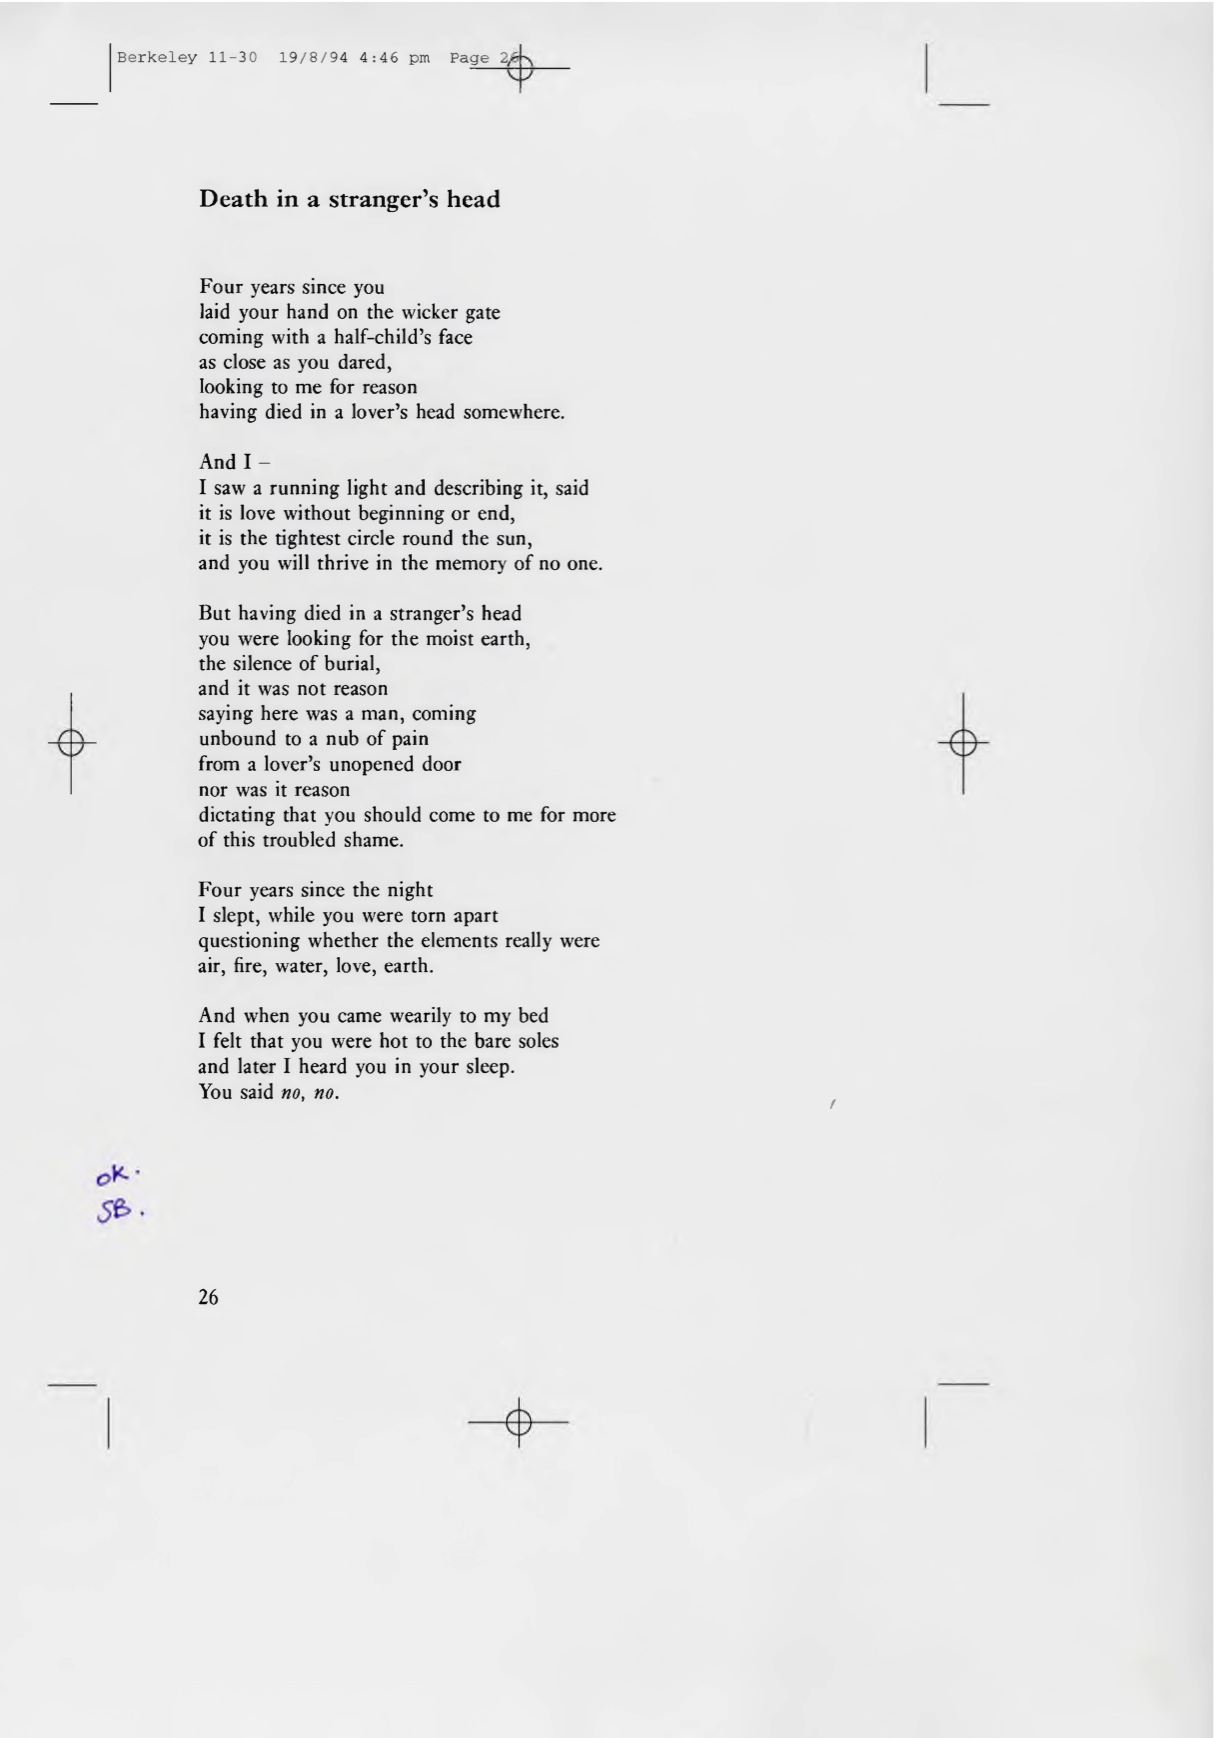 Berkeley 11-30 19/8/94 4:46 pm Page 26
Death in a stranger's head
Four years since you
laid your hand on the wicker gate
coming with a half-child's face
as close as you dared,
looking to me for reason
having died in a lover's head somewhere.
And I –
I saw a running light and describing it, said
it is love without beginning or end,
it is the tightest circle round the sun,
and you will thrive in the memory of no one.
But having died in a stranger's head
you were looking for the moist earth,
the silence of burial,
and it was not reason
saying here was a man, coming
unbound to a nub of pain
from a lover's unopened door
nor was it reason
dictating that you should come to me for more
of this troubled shame.
Four years since the night
I slept, while you were torn apart
questioning whether the elements really were
air, fire, water, love, earth.
And when you came wearily to my bed
I felt that you were hot to the bare soles
and later I heard you in your sleep.
You said no, no.
ok.
SB.
26